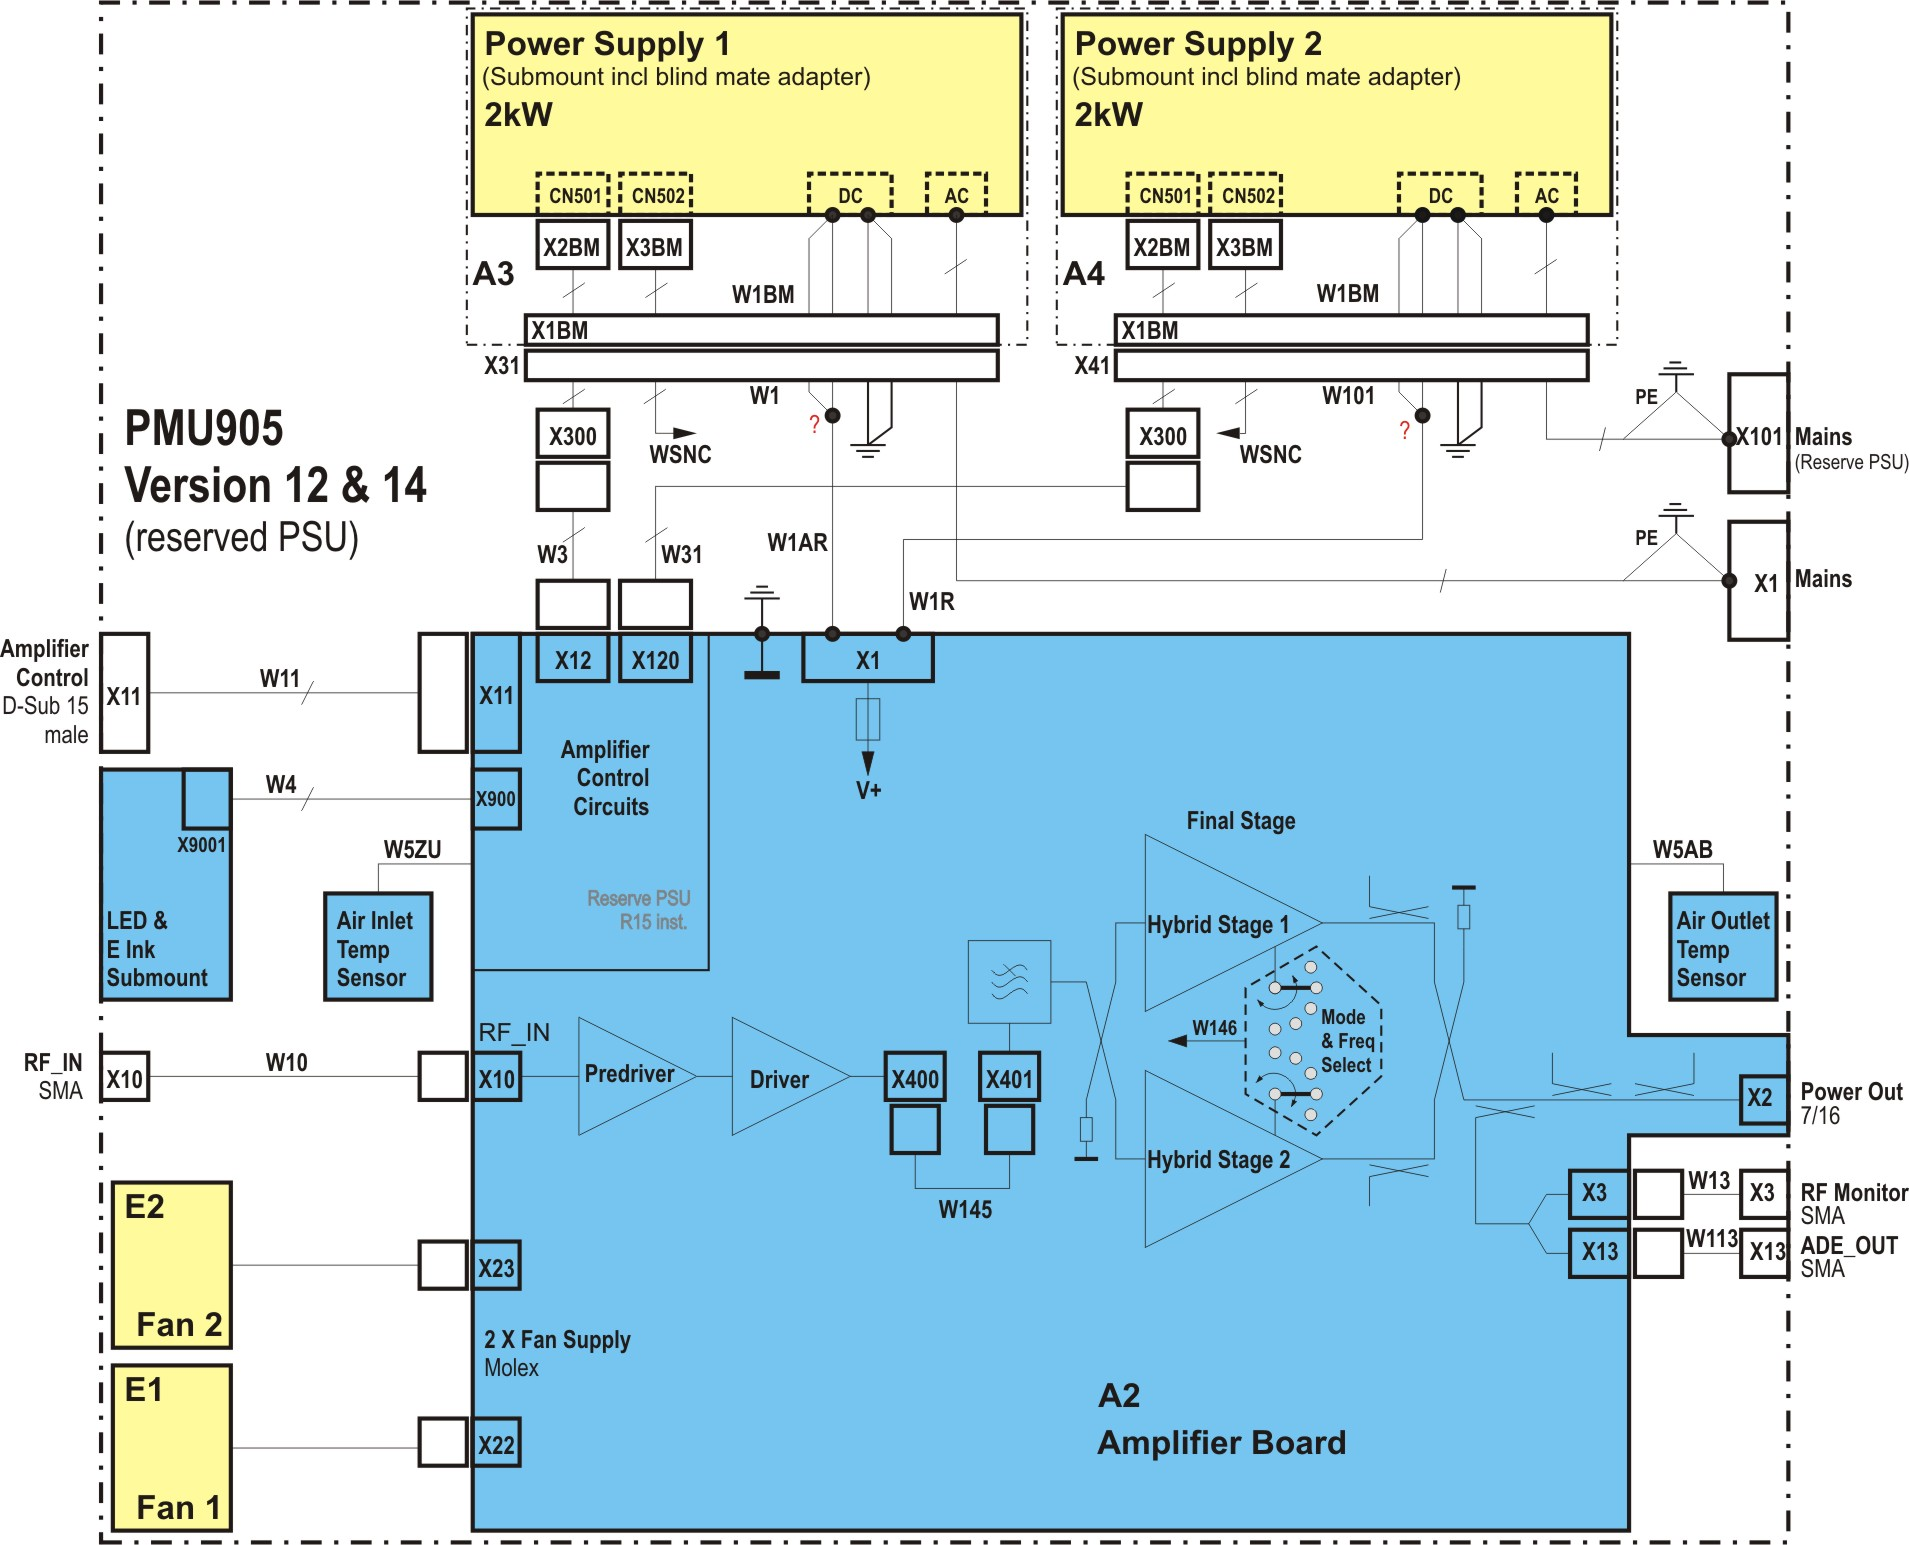 Power Supply 1
(Submount incl blind mate adapter)
2kW
CN501
CN502
DC
AC
X2BM
X3BM
A3
W1BM
X1BM
X31
W1
?
X300
WSNC
Power Supply 2
(Submount incl blind mate adapter)
2kW
CN501
CN502
DC
AC
X2BM
X3BM
A4
W1BM
X1BM
X41
W101
?
X300
WSNC
PE
X101
Mains
(Reserve PSU)
PE
X1
Mains
PMU905
Version 12 & 14
(reserved PSU)
W3
W31
W1AR
W1R
Amplifier
Control
D-Sub 15
male
X11
W11
X11
X12
X120
X1
Amplifier
Control
Circuits
V+
W4
X900
X9001
LED &
E Ink
Submount
W5ZU
Air Inlet
Temp
Sensor
Reserve PSU
R15 inst.
Final Stage
Hybrid Stage 1
W5AB
Air Outlet
Temp
Sensor
Mode
& Freq
Select
W146
RF_IN
SMA
X10
W10
RF_IN
X10
Predriver
Driver
X400
X401
W145
Hybrid Stage 2
X2
Power Out
7/16
X3
W13
X3
RF Monitor
SMA
X13
W113
X13
ADE_OUT
SMA
E2
Fan 2
X23
2 X Fan Supply
Molex
E1
Fan 1
X22
A2
Amplifier Board